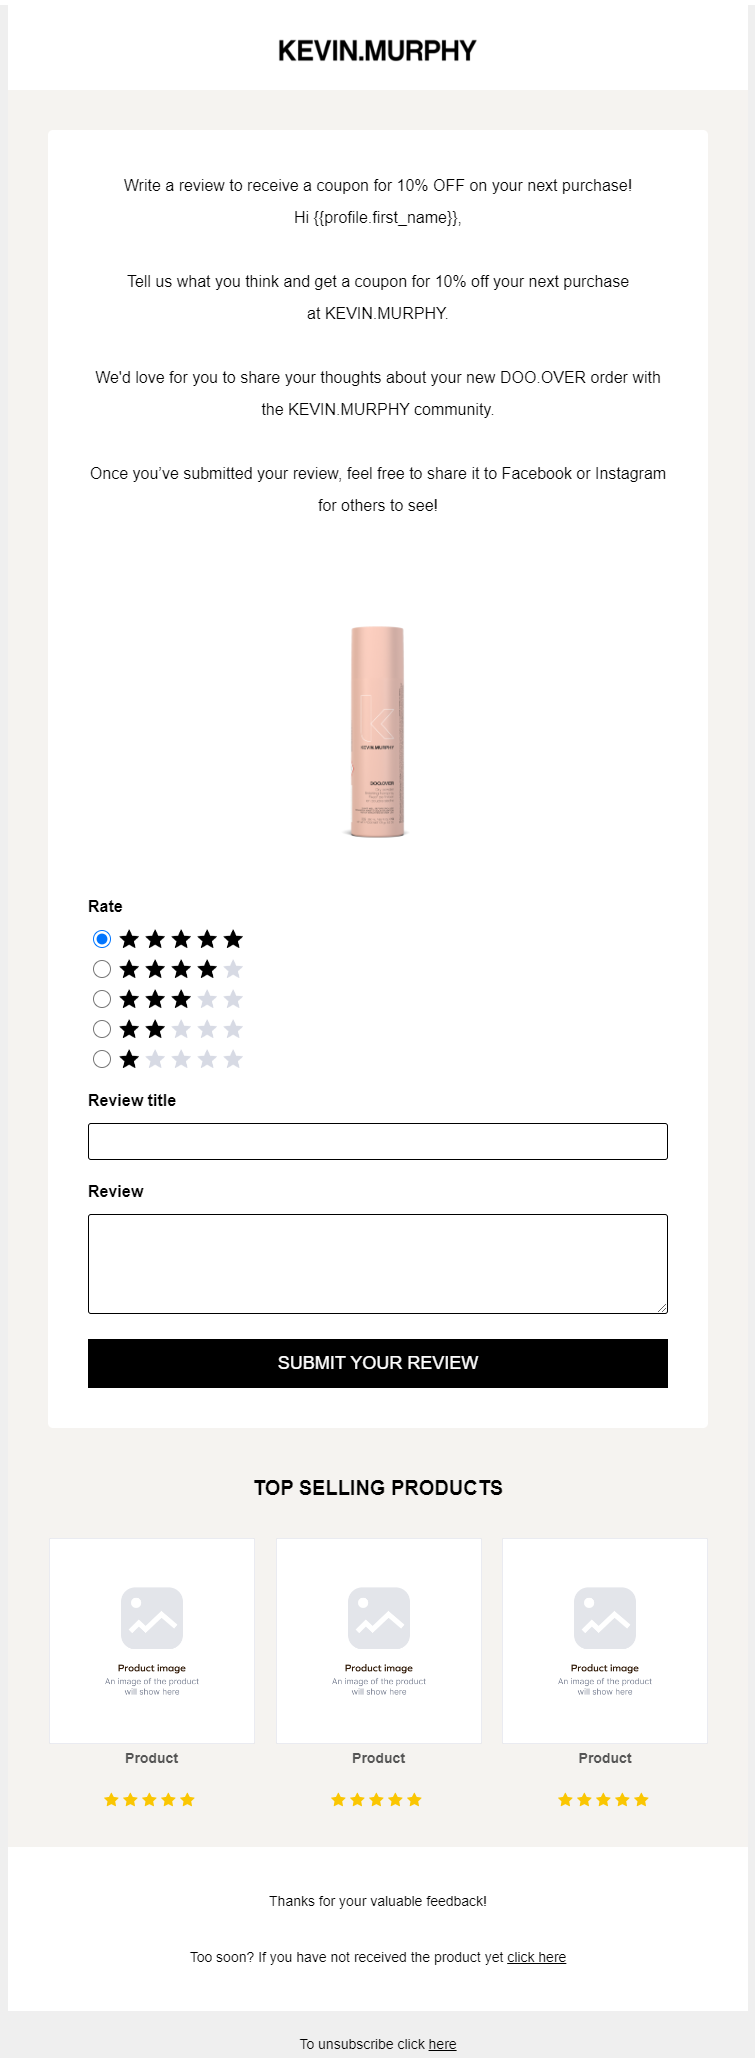 KEVIN.MURPHY
Write a review to receive a coupon for 10% OFF on your next purchase!
Hi {{profile.first_name}},
Tell us what you think and get a coupon for 10% off your next purchase
at KEVIN.MURPHY.
We'd love for you to share your thoughts about your new DOO.OVER order with
the KEVIN.MURPHY community.
Once you’ve submitted your review, feel free to share it to Facebook or Instagram
for others to see!
KEVIN.MURPHY
DOO.OVER
Rate
Review title
Review
SUBMIT YOUR REVIEW
TOP SELLING PRODUCTS
Product image
An image of the product
will show here
Product image
An image of the product
will show here
Product image
An image of the product
will show here
Product
Product
Product
Thanks for your valuable feedback!
Too soon? If you have not received the product yet click here
To unsubscribe click here